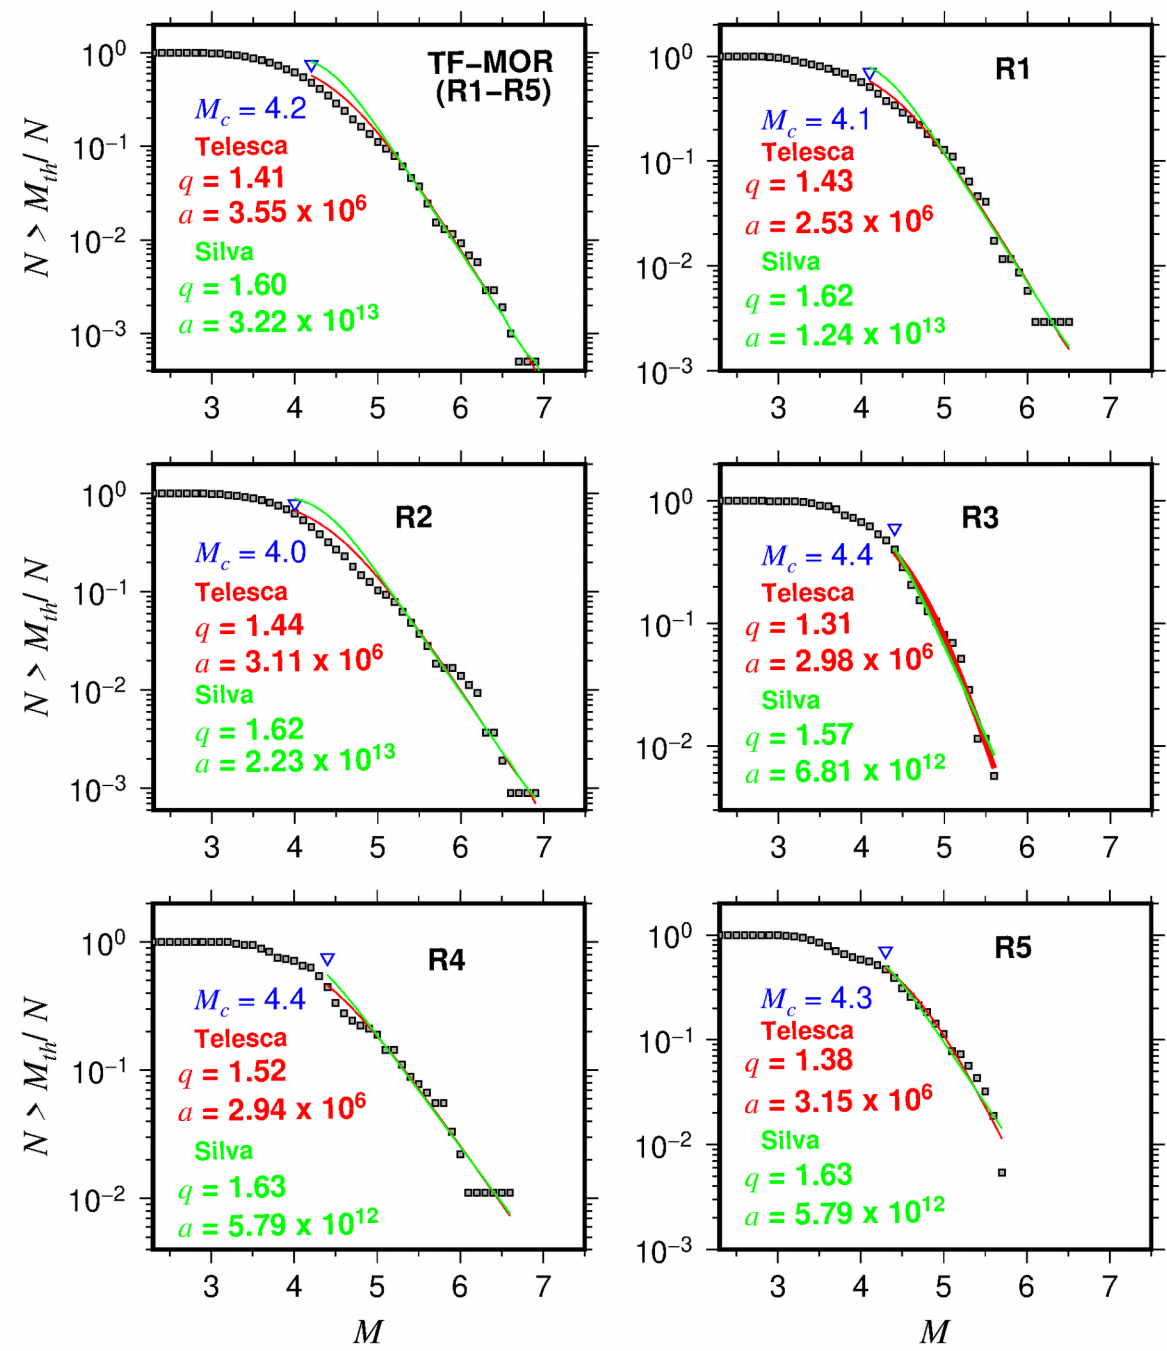 TF−MOR
(R1−R5)
M_c = 4.2
Telesca
q = 1.41
a = 3.55 x 10^6
Silva
q = 1.60
a = 3.22 x 10^13
N > M_th / N
10^0
10^−1
10^−2
10^−3
3 4 5 6 7
R1
M_c = 4.1
Telesca
q = 1.43
a = 2.53 x 10^6
Silva
q = 1.62
a = 1.24 x 10^13
10^0
10^−1
10^−2
10^−3
3 4 5 6 7
R2
M_c = 4.0
Telesca
q = 1.44
a = 3.11 x 10^6
Silva
q = 1.62
a = 2.23 x 10^13
N > M_th / N
10^0
10^−1
10^−2
10^−3
3 4 5 6 7
R3
M_c = 4.4
Telesca
q = 1.31
a = 2.98 x 10^6
Silva
q = 1.57
a = 6.81 x 10^12
10^0
10^−1
10^−2
3 4 5 6 7
R4
M_c = 4.4
Telesca
q = 1.52
a = 2.94 x 10^6
Silva
q = 1.63
a = 5.79 x 10^12
N > M_th / N
10^0
10^−1
10^−2
3 4 5 6 7
M
R5
M_c = 4.3
Telesca
q = 1.38
a = 3.15 x 10^6
Silva
q = 1.63
a = 5.79 x 10^12
10^0
10^−1
10^−2
10^−3
3 4 5 6 7
M